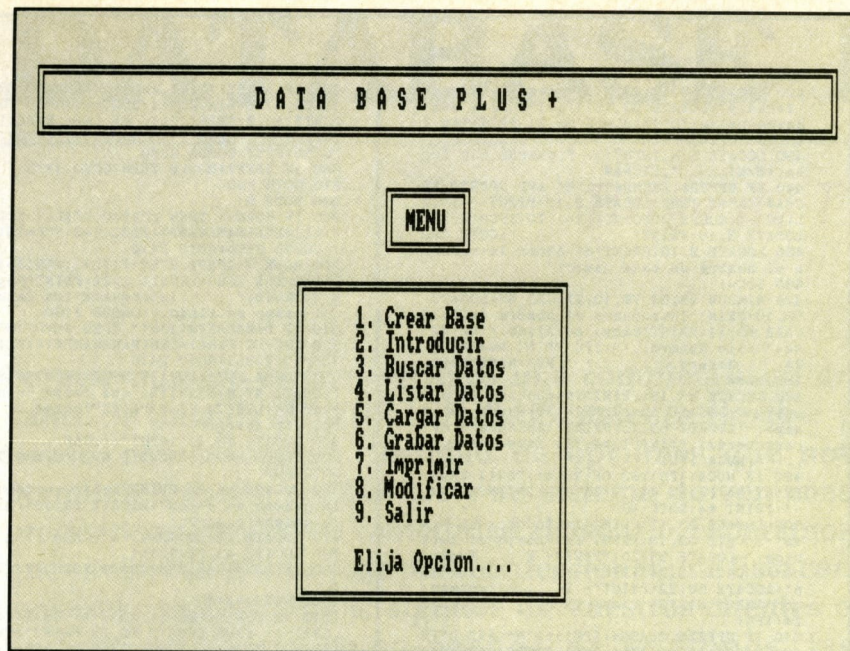 DATA BASE PLUS +
MENU
1. Crear Base
2. Introducir
3. Buscar Datos
4. Listar Datos
5. Cargar Datos
6. Grabar Datos
7. Imprimir
8. Modificar
9. Salir
Elija Opcion....